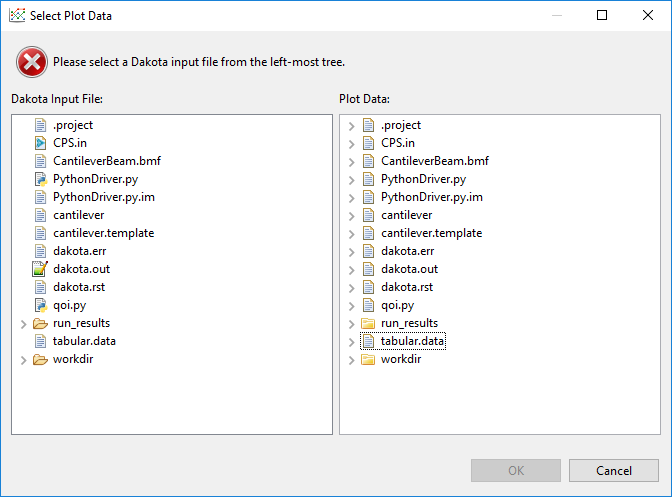 Select Plot Data
Please select a Dakota input file from the left-most tree.
Dakota Input File:
.project
CPS.in
CantileverBeam.bmf
PythonDriver.py
PythonDriver.py.im
cantilever
cantilever.template
dakota.err
dakota.out
dakota.rst
qoi.py
run_results
tabular.data
workdir
Plot Data:
.project
CPS.in
CantileverBeam.bmf
PythonDriver.py
PythonDriver.py.im
cantilever
cantilever.template
dakota.err
dakota.out
dakota.rst
qoi.py
run_results
tabular.data
workdir
OK
Cancel